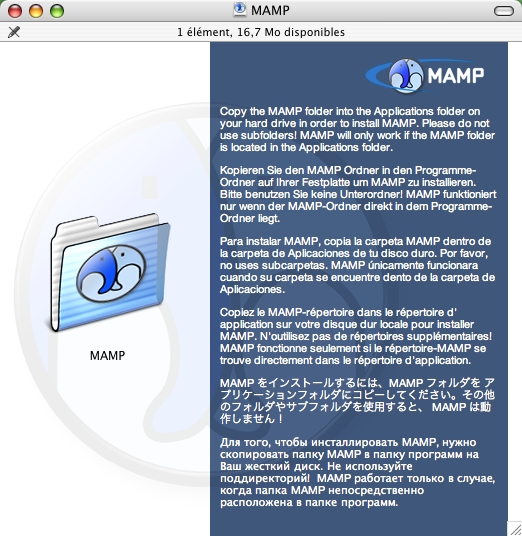 MAMP
1 élément, 16,7 Mo disponibles
MAMP
Copy the MAMP folder into the Applications folder on
your hard drive in order to install MAMP. Please do not
use subfolders! MAMP will only work if the MAMP folder
is located in the Applications folder.
Kopieren Sie den MAMP Ordner in den Programme-
Ordner auf Ihrer Festplatte um MAMP zu installieren.
Bitte benutzen Sie keine Unterordner! MAMP funktioniert
nur wenn der MAMP-Ordner direkt in dem Programme-
Ordner liegt.
Para instalar MAMP, copia la carpeta MAMP dentro de
la carpeta de Aplicaciones de tu disco duro. Por favor,
no uses subcarpetas. MAMP únicamente funcionara
cuando su carpeta se encuentre dento de la carpeta de
Aplicaciones.
Copiez le MAMP-répertoire dans le répertoire d'
application sur votre disque dur locale pour installer
MAMP. N'outilisez pas de répertoires supplémentaires!
MAMP fonctionne seulement si le répertoire-MAMP se
trouve directement dans le répertoire d'application.
MAMP をインストールするには、MAMP フォルダを ア
プリケーションフォルダにコピーしてください。その他
のフォルダやサブフォルダを使用すると、 MAMP は動
作しません！
Для того, чтобы инсталлировать MAMP, нужно
скопировать папку MAMP в папку программ на
Ваш жесткий диск. Не используйте
поддиректорий! MAMP работает только в случае,
когда папка MAMP непосредственно
расположена в папке программ.
MAMP